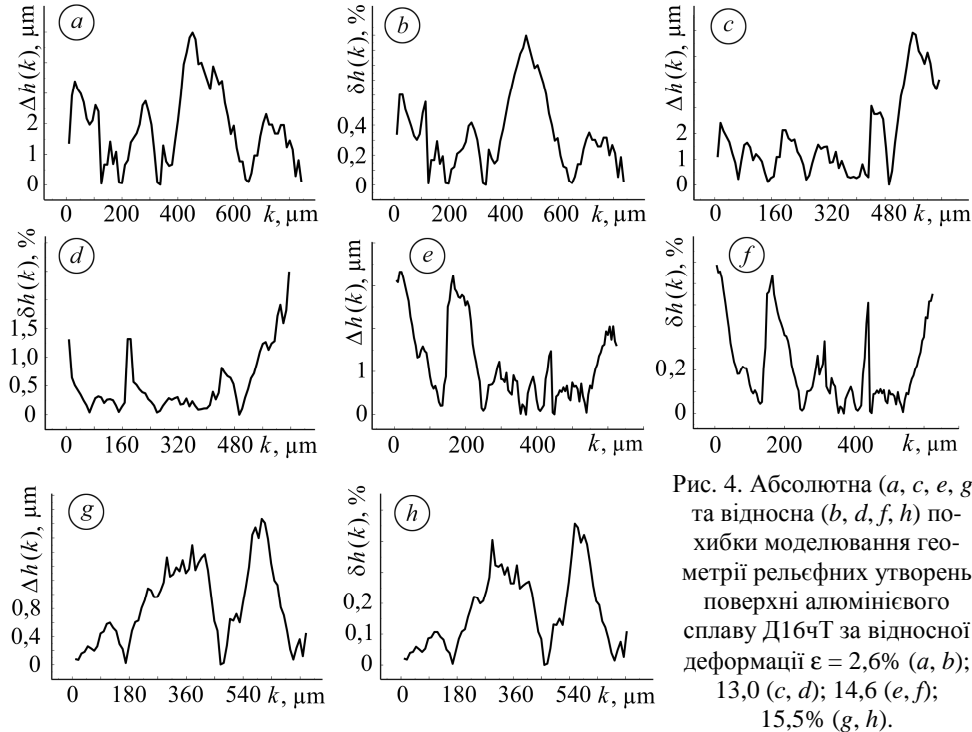 a
Δh(k), μm
2
1
0
0 200 400 600 k, μm
b
δh(k), %
0,4
0,2
0
0 200 400 600 k, μm
c
Δh(k), μm
2
1
0
0 160 320 480 k, μm
d
δh(k), %
1,5
1,0
0,5
0
0 160 320 480 k, μm
e
Δh(k), μm
1
0
0 200 400 k, μm
f
δh(k), %
0,2
0
0 200 400 k, μm
g
Δh(k), μm
0,8
0
0 180 360 540 k, μm
h
δh(k), %
0,2
0,1
0
0 180 360 540 k, μm
Рис. 4. Абсолютна (a, c, e, g
та відносна (b, d, f, h) по-
хибки моделювання гео-
метрії рельєфних утворень
поверхні алюмінієвого
сплаву Д16чТ за відносної
деформації ε = 2,6% (a, b);
13,0 (c, d); 14,6 (e, f);
15,5% (g, h).